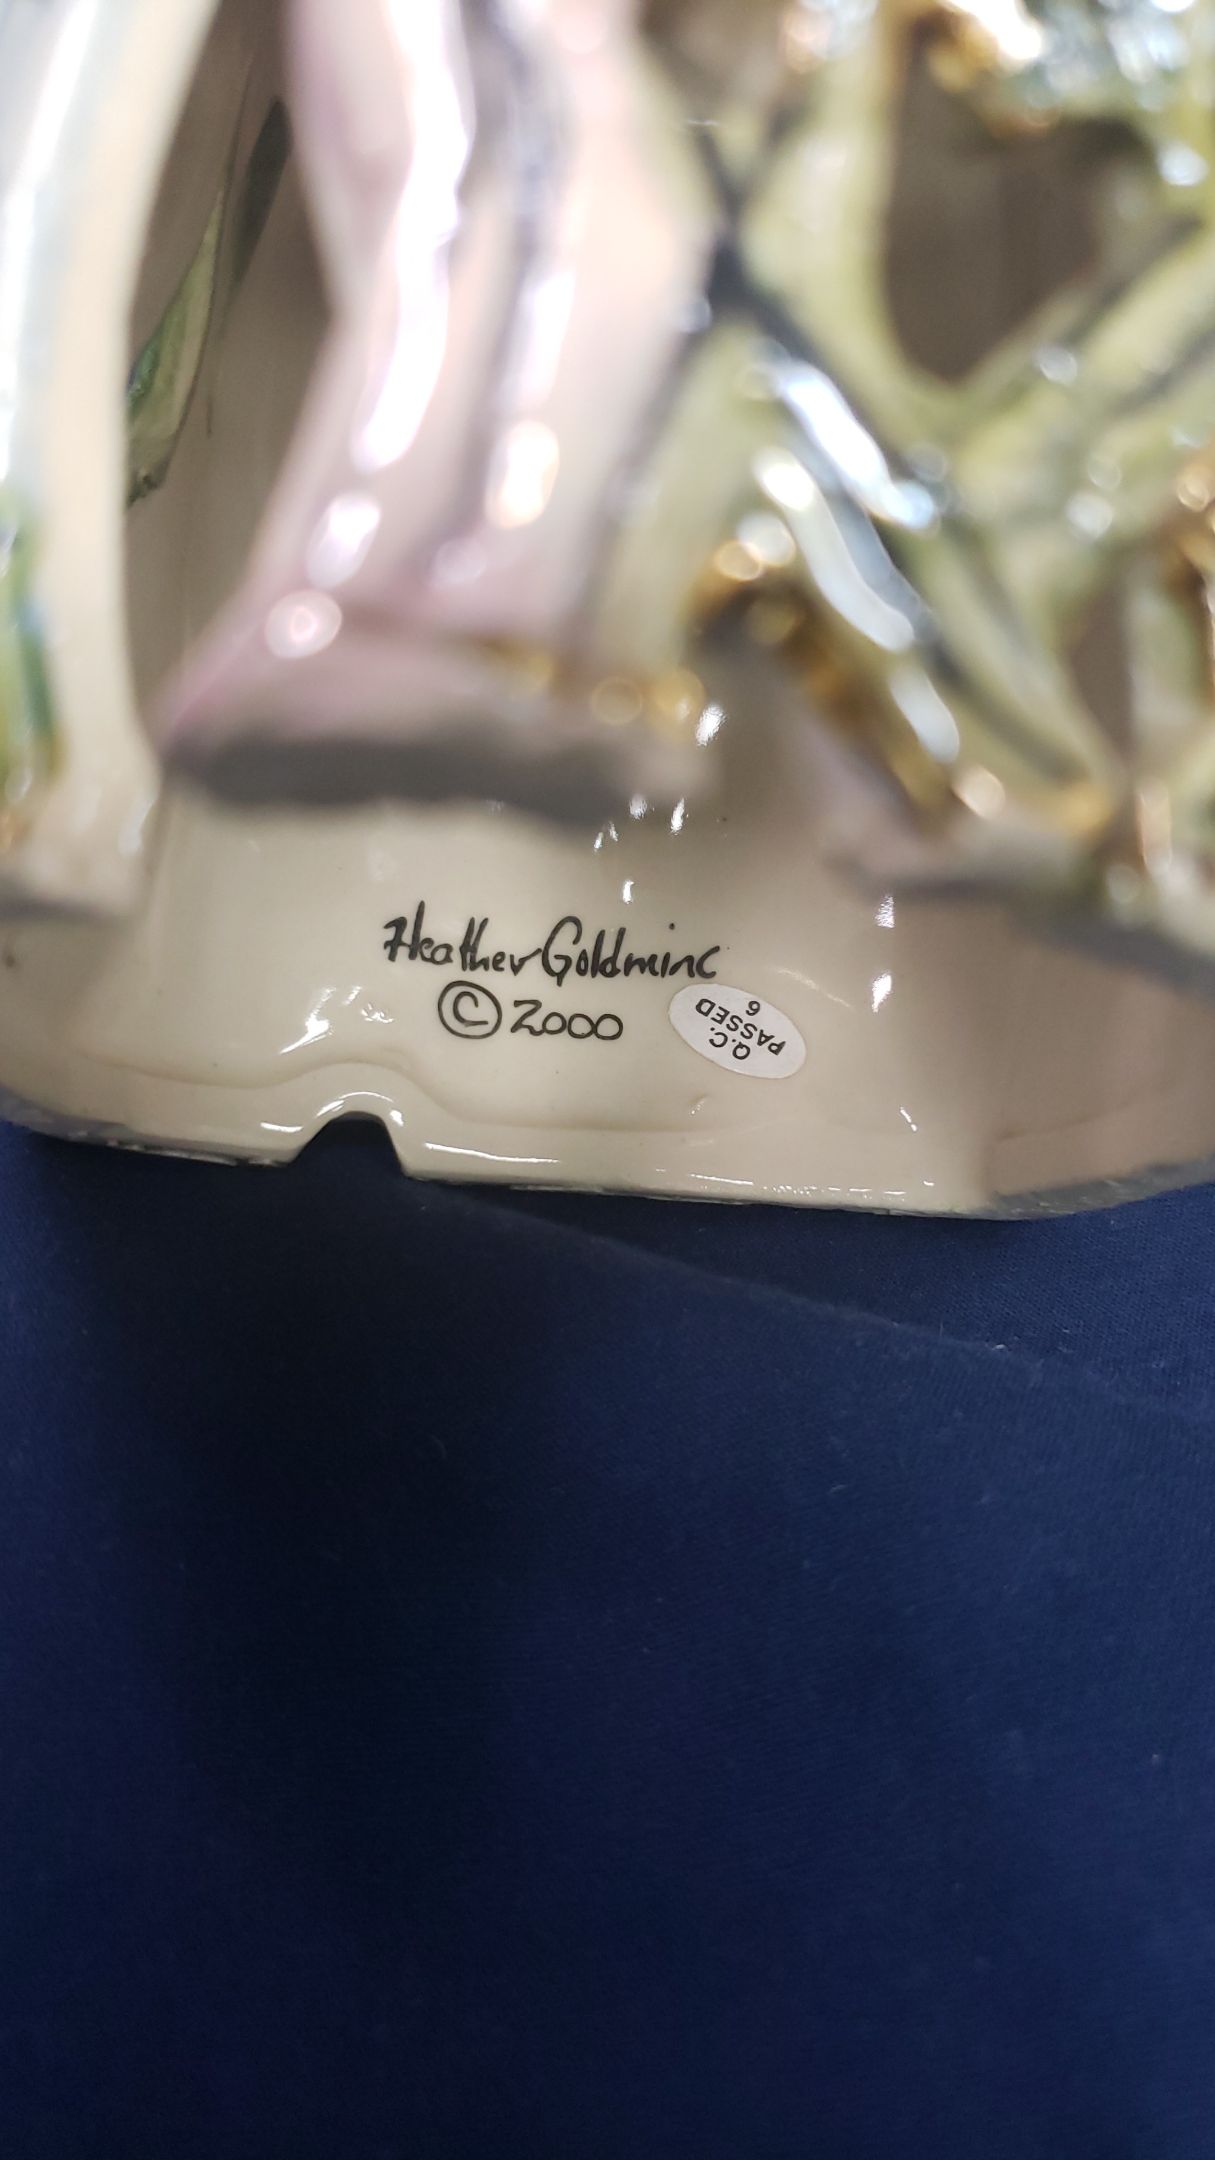 Heather Goldminc
© 2000
Q.C.
PASSED
6